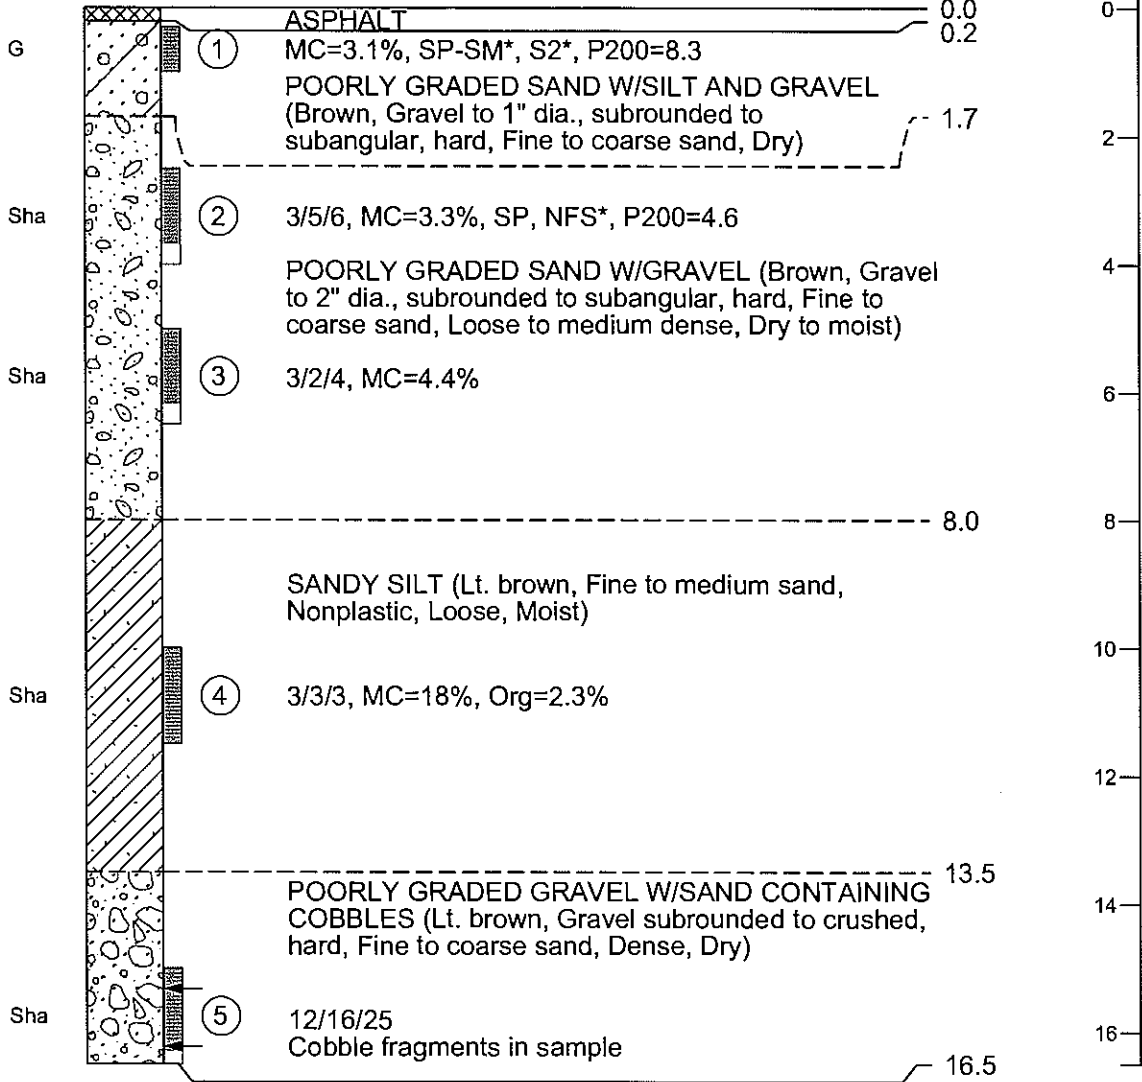 0.0
0
ASPHALT
0.2
G
1
MC=3.1%, SP-SM*, S2*, P200=8.3
POORLY GRADED SAND W/SILT AND GRAVEL
(Brown, Gravel to 1" dia., subrounded to
subangular, hard, Fine to coarse sand, Dry)
1.7
2
Sha
2
3/5/6, MC=3.3%, SP, NFS*, P200=4.6
POORLY GRADED SAND W/GRAVEL (Brown, Gravel
to 2" dia., subrounded to subangular, hard, Fine to
coarse sand, Loose to medium dense, Dry to moist)
4
Sha
3
3/2/4, MC=4.4%
6
8.0
8
SANDY SILT (Lt. brown, Fine to medium sand,
Nonplastic, Loose, Moist)
10
Sha
4
3/3/3, MC=18%, Org=2.3%
12
13.5
POORLY GRADED GRAVEL W/SAND CONTAINING
COBBLES (Lt. brown, Gravel subrounded to crushed,
hard, Fine to coarse sand, Dense, Dry)
14
Sha
5
12/16/25
Cobble fragments in sample
16
16.5